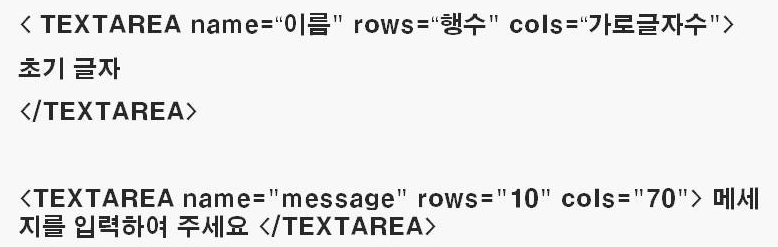 < TEXTAREA name=“이름" rows=“행수" cols=“가로글자수">
초기 글자
</TEXTAREA>
<TEXTAREA name="message" rows="10" cols="70"> 메세
지를 입력하여 주세요 </TEXTAREA>